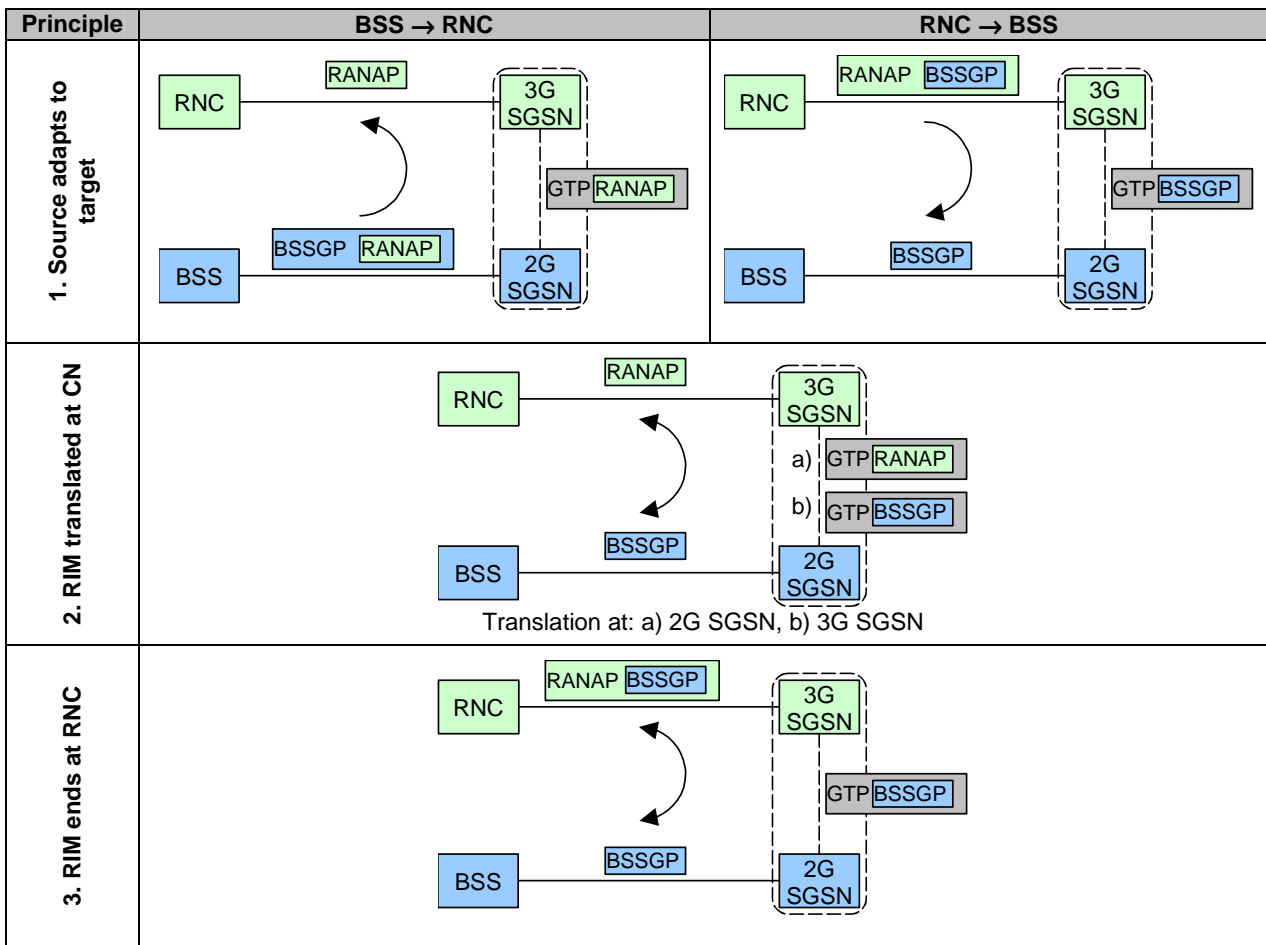 Principle
BSS → RNC
RNC → BSS
1. Source adapts to
target
RANAP
RNC
3G
SGSN
GTP RANAP
BSSGP RANAP
BSS
2G
SGSN
RANAP BSSGP
RNC
3G
SGSN
GTP BSSGP
BSSGP
BSS
2G
SGSN
2. RIM translated at CN
RANAP
RNC
3G
SGSN
a) GTP RANAP
b) GTP BSSGP
BSSGP
BSS
2G
SGSN
Translation at: a) 2G SGSN, b) 3G SGSN
3. RIM ends at RNC
RANAP BSSGP
RNC
3G
SGSN
GTP BSSGP
BSSGP
BSS
2G
SGSN